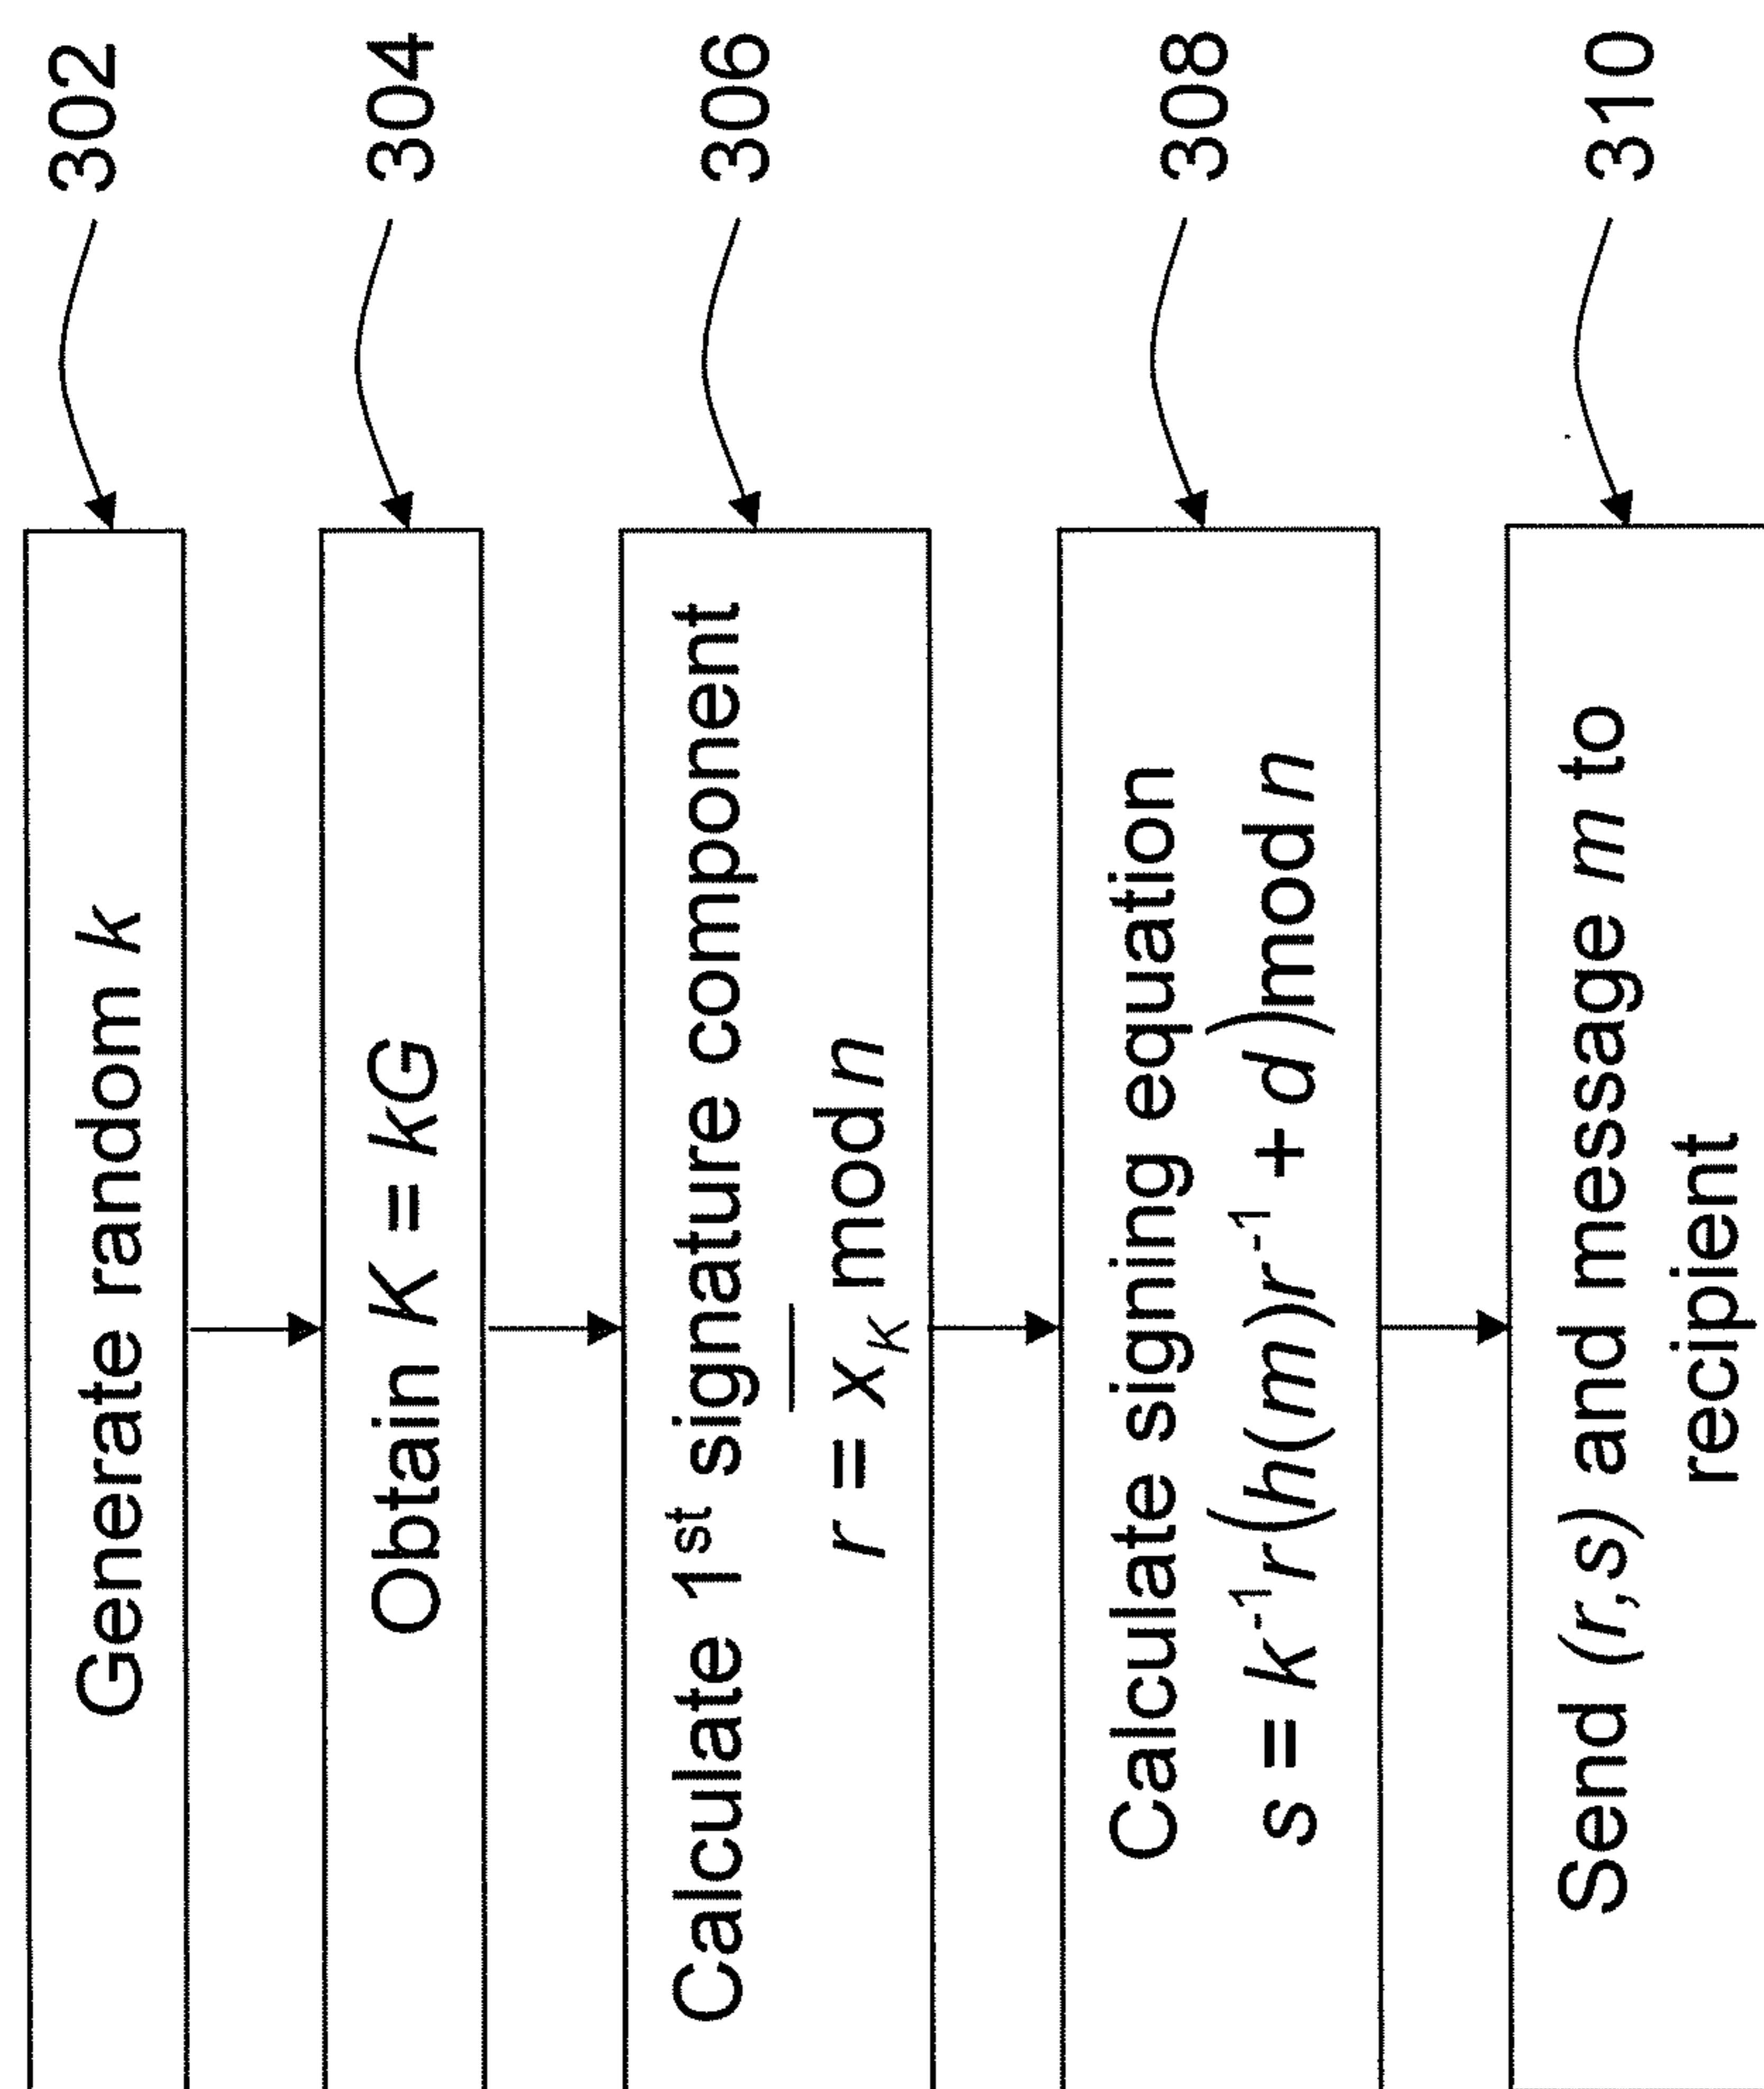 Generate random k
302
Obtain K = kG
304
Calculate 1st signature component
r = x̅K mod n
306
Calculate signing equation
s = k⁻¹r(h(m)r⁻¹ + d) mod n
308
Send (r,s) and message m to
recipient
310